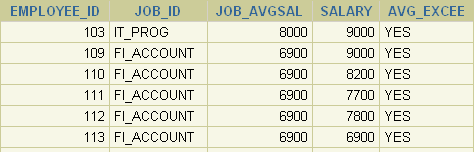 EMPLOYEE_ID JOB_ID JOB_AVGSAL SALARY AVG_EXCEE
103 IT_PROG 8000 9000 YES
109 FI_ACCOUNT 6900 9000 YES
110 FI_ACCOUNT 6900 8200 YES
111 FI_ACCOUNT 6900 7700 YES
112 FI_ACCOUNT 6900 7800 YES
113 FI_ACCOUNT 6900 6900 YES